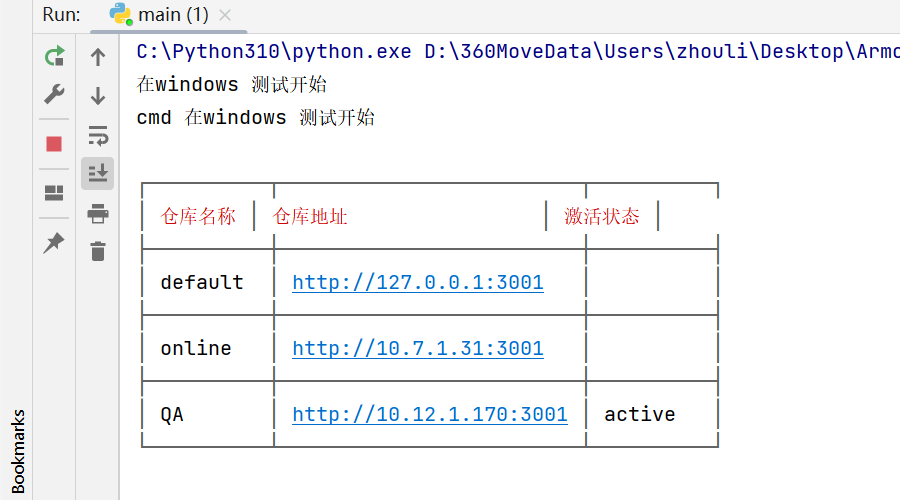 Run: main (1)
C:\Python310\python.exe D:\360MoveData\Users\zhouli\Desktop\Armo
在windows 测试开始
cmd 在windows 测试开始
仓库名称 仓库地址 激活状态
default http://127.0.0.1:3001
online http://10.7.1.31:3001
QA http://10.12.1.170:3001 active
Bookmarks